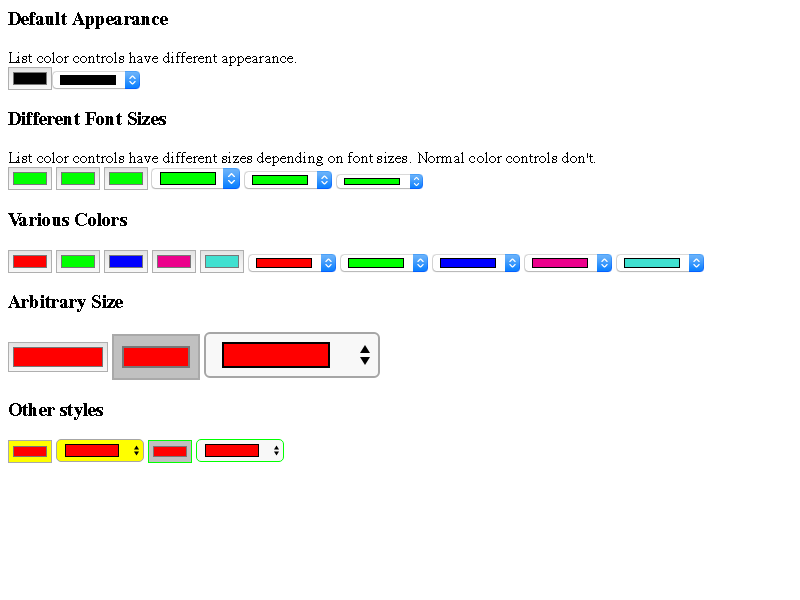 Default Appearance
List color controls have different appearance.
Different Font Sizes
List color controls have different sizes depending on font sizes. Normal color controls don't.
Various Colors
Arbitrary Size
Other styles